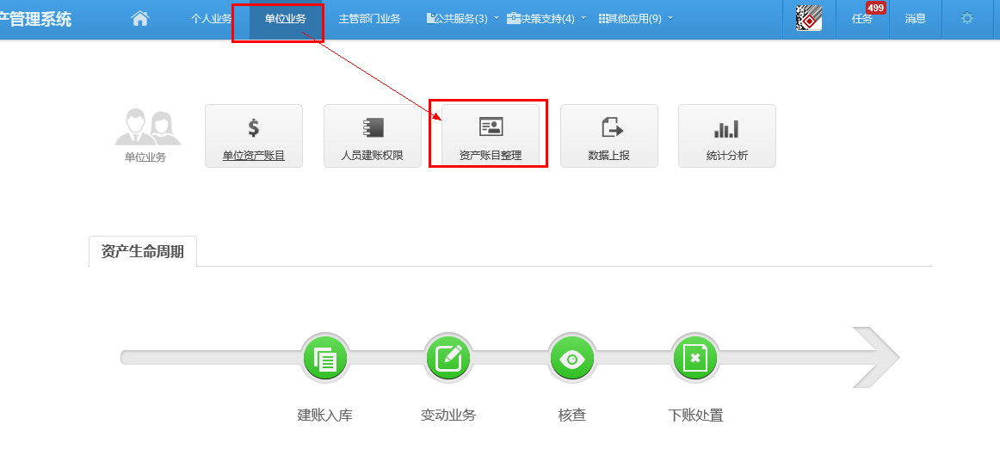 产管理系统
个人业务
单位业务
主管部门业务
公共服务(3)
决策支持(4)
其他应用(9)
任务
499
消息
单位业务
单位资产账目
人员建账权限
资产账目整理
数据上报
统计分析
资产生命周期
建账入库
变动业务
核查
下账处置